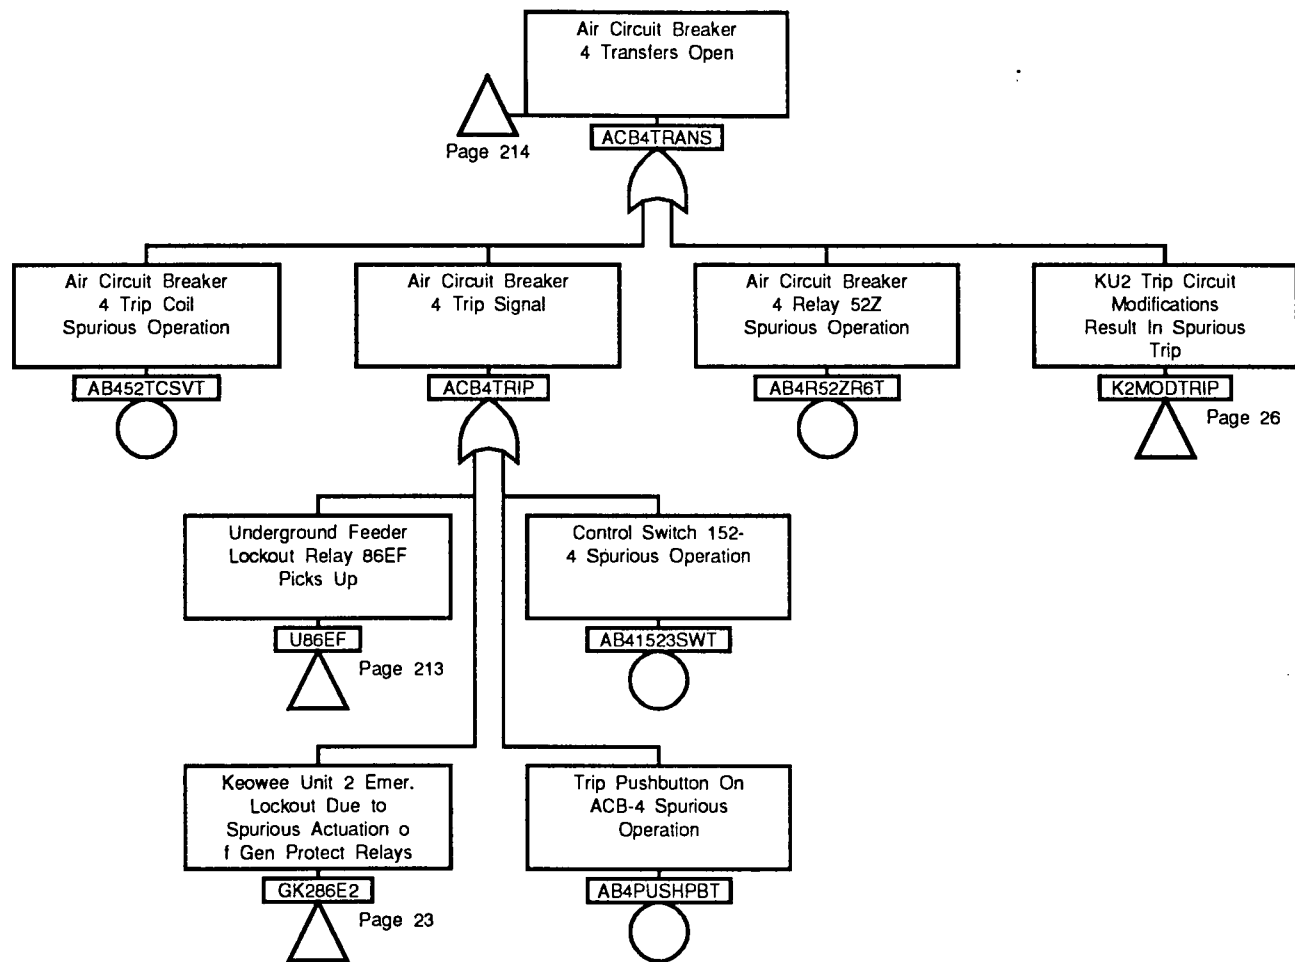 Air Circuit Breaker
4 Transfers Open
ACB4TRANS
Page 214
Air Circuit Breaker
4 Trip Coil
Spurious Operation
AB452TCSVT
Air Circuit Breaker
4 Trip Signal
ACB4TRIP
Air Circuit Breaker
4 Relay 52Z
Spurious Operation
AB4R52ZR6T
KU2 Trip Circuit
Modifications
Result In Spurious
Trip
K2MODTRIP
Page 26
Underground Feeder
Lockout Relay 86EF
Picks Up
U86EF
Page 213
Control Switch 152-
4 Spurious Operation
AB41523SWT
Keowee Unit 2 Emer.
Lockout Due to
Spurious Actuation o
f Gen Protect Relays
GK286E2
Page 23
Trip Pushbutton On
ACB-4 Spurious
Operation
AB4PUSHPBT